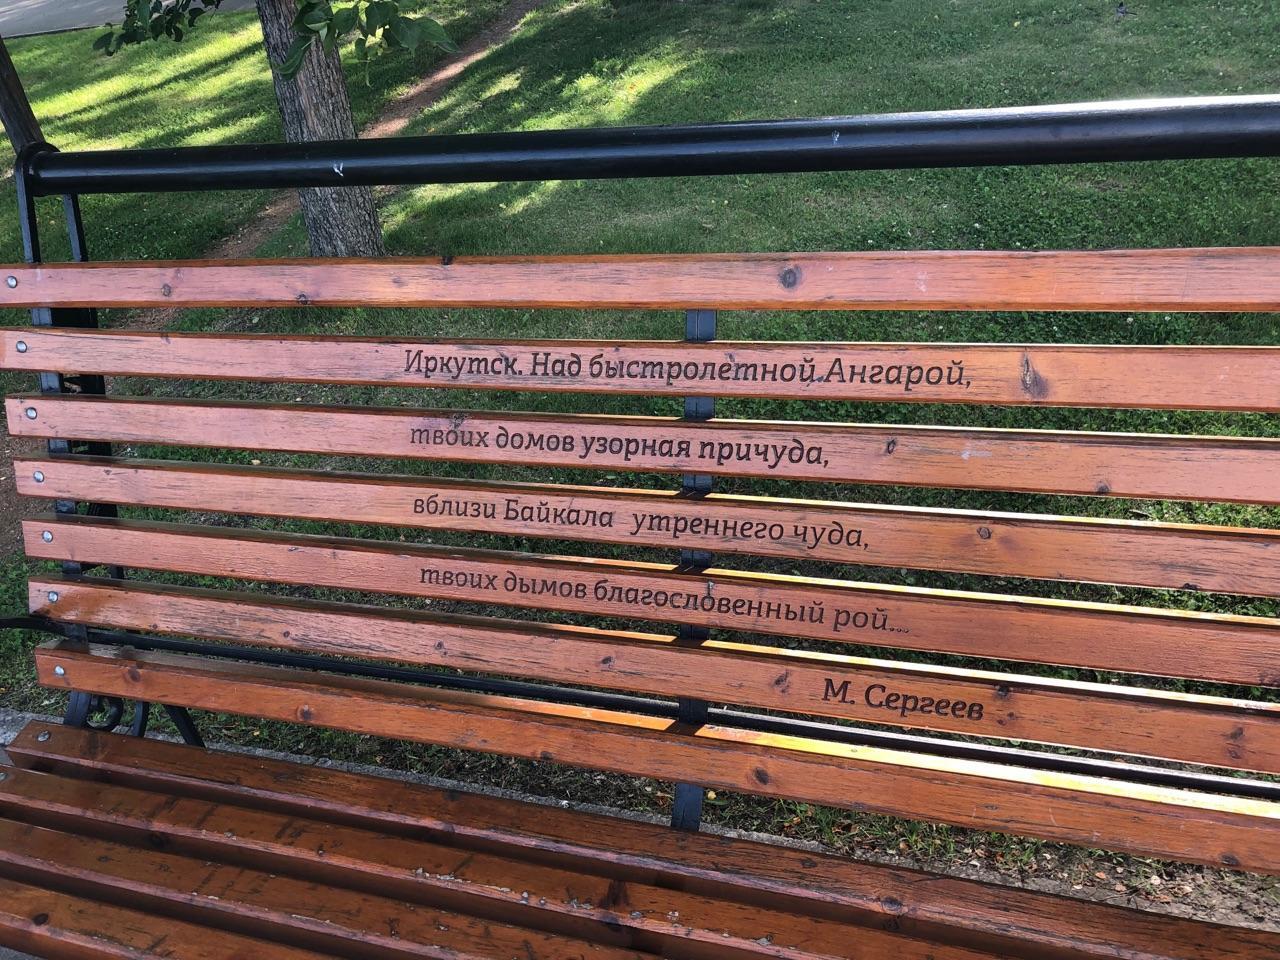 Иркутск. Над быстролетной Ангарой,
твоих домов узорная причуда,
вблизи Байкала утреннего чуда,
твоих дымов благословенный рой...
М. Сергеев